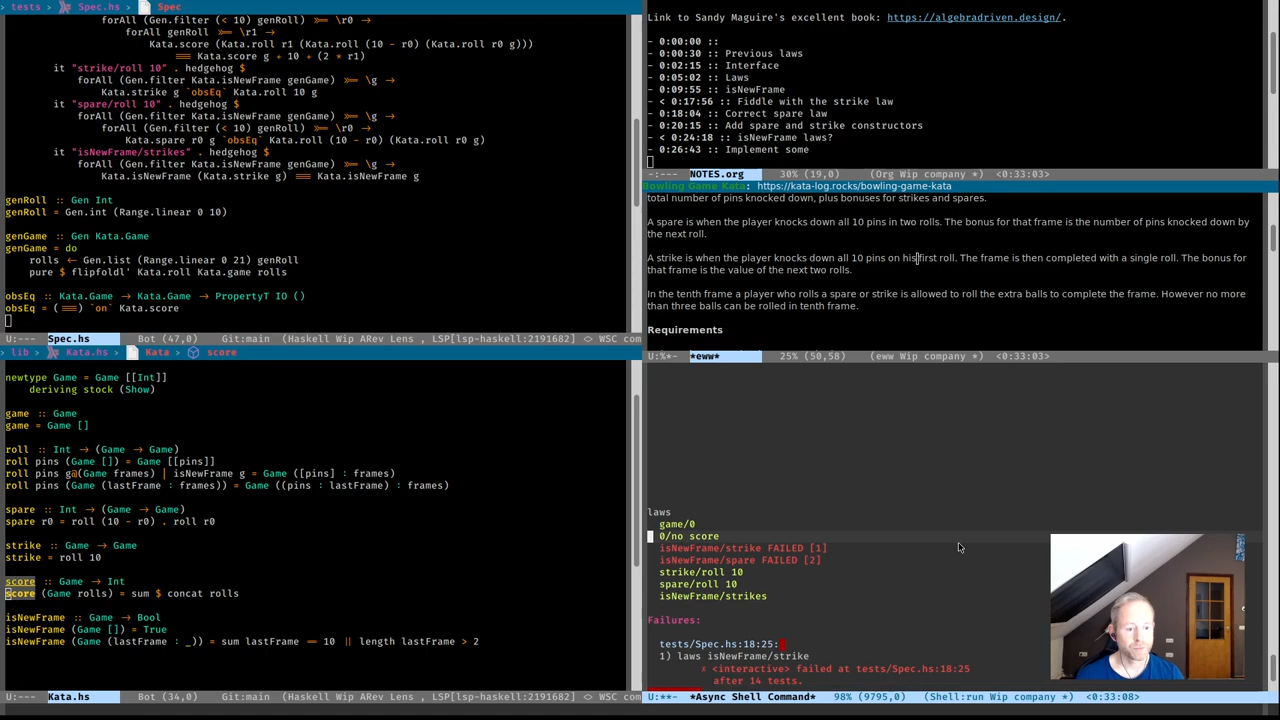 tests > Spec.hs > Spec
forAll (Gen.filter (< 10) genRoll) >>= \r0 →
forAll genRoll >>= \r1 →
Kata.score (Kata.roll r1 (Kata.roll (10 - r0) (Kata.roll r0 g)))
=== Kata.score g + 10 + (2 * r1)
it "strike/roll 10" . hedgehog $
forAll (Gen.filter Kata.isNewFrame genGame) >>= \g →
Kata.strike g `obsEq` Kata.roll 10 g
it "spare/roll 10" . hedgehog $
forAll (Gen.filter Kata.isNewFrame genGame) >>= \g →
forAll (Gen.filter (< 10) genRoll) >>= \r0 →
Kata.spare r0 g `obsEq` Kata.roll (10 - r0) (Kata.roll r0 g)
it "isNewFrame/strikes" . hedgehog $
forAll (Gen.filter Kata.isNewFrame genGame) >>= \g →
Kata.isNewFrame (Kata.strike g) === Kata.isNewFrame g
genRoll :: Gen Int
genRoll = Gen.int (Range.linear 0 10)
genGame :: Gen Kata.Game
genGame = do
rolls ← Gen.list (Range.linear 0 21) genRoll
pure $ flipfoldl' Kata.roll Kata.game rolls
obsEq :: Kata.Game → Kata.Game → PropertyT IO ()
obsEq = (===) `on` Kata.score
U:--- Spec.hs Bot (47,0) Git:main (Haskell Wip ARev Lens , LSP[lsp-haskell:2191682] <> WSC com
lib > Kata.hs > Kata > score
newtype Game = Game [[Int]]
deriving stock (Show)
game :: Game
game = Game []
roll :: Int → (Game → Game)
roll pins (Game []) = Game [[pins]]
roll pins g@(Game frames) | isNewFrame g = Game ([pins] : frames)
roll pins (Game (lastFrame : frames)) = Game ((pins : lastFrame) : frames)
spare :: Int → (Game → Game)
spare r0 = roll (10 - r0) . roll r0
strike :: Game → Game
strike = roll 10
score :: Game → Int
score (Game rolls) = sum $ concat rolls
isNewFrame :: Game → Bool
isNewFrame (Game []) = True
isNewFrame (Game (lastFrame : _)) = sum lastFrame == 10 || length lastFrame > 2
U:--- Kata.hs Bot (34,0) Git:main (Haskell Wip ARev Lens , LSP[lsp-haskell:2191682] <> WSC com
Link to Sandy Maguire's excellent book: https://algebradriven.design/.
- 0:00:00 ::
- 0:00:30 :: Previous laws
- 0:02:15 :: Interface
- 0:05:02 :: Laws
- 0:09:55 :: isNewFrame
- < 0:17:56 :: Fiddle with the strike law
- 0:18:04 :: Correct spare law
- 0:20:15 :: Add spare and strike constructors
- < 0:24:18 :: isNewFrame laws?
- 0:26:43 :: Implement some
-:--- NOTES.org 30% (19,0) (Org Wip company *) <0:33:03>
Bowling Game Kata: https://kata-log.rocks/bowling-game-kata
total number of pins knocked down, plus bonuses for strikes and spares.
A spare is when the player knocks down all 10 pins in two rolls. The bonus for that frame is the number of pins knocked down by
the next roll.
A strike is when the player knocks down all 10 pins on his first roll. The frame is then completed with a single roll. The bonus for
that frame is the value of the next two rolls.
In the tenth frame a player who rolls a spare or strike is allowed to roll the extra balls to complete the frame. However no more
than three balls can be rolled in tenth frame.
Requirements
U:%*- *eww* 25% (50,58) (eww Wip company *) <0:33:03>
laws
game/0
0/no score
isNewFrame/strike FAILED [1]
isNewFrame/spare FAILED [2]
strike/roll 10
spare/roll 10
isNewFrame/strikes
Failures:
tests/Spec.hs:18:25:
1) laws isNewFrame/strike
✗ <interactive> failed at tests/Spec.hs:18:25
after 14 tests.
U:**- *Async Shell Command* 98% (9795,0) (Shell:run Wip company *) <0:33:08>